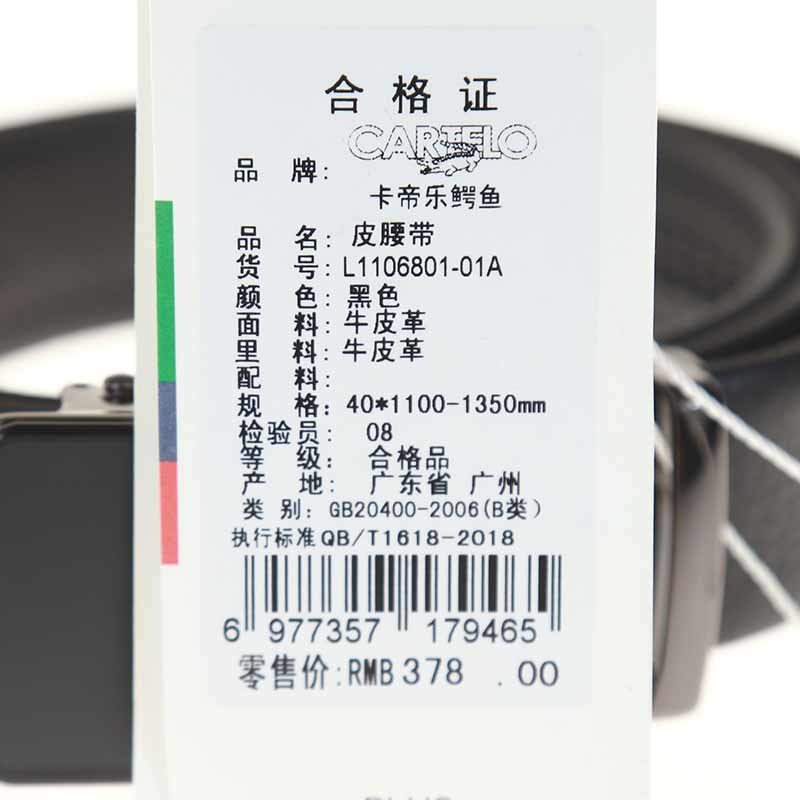 合格证
CARTELO
品 牌:
卡帝乐鳄鱼
品 名: 皮腰带
货 号: L1106801-01A
颜 色: 黑色
面 料: 牛皮革
里 料: 牛皮革
配 料:
规 格: 40*1100-1350mm
检验员: 08
等 级: 合格品
产 地: 广东省 广州
类 别: GB20400-2006(B类)
执行标准QB/T1618-2018
6 977357 179465
零售价:RMB 378 .00